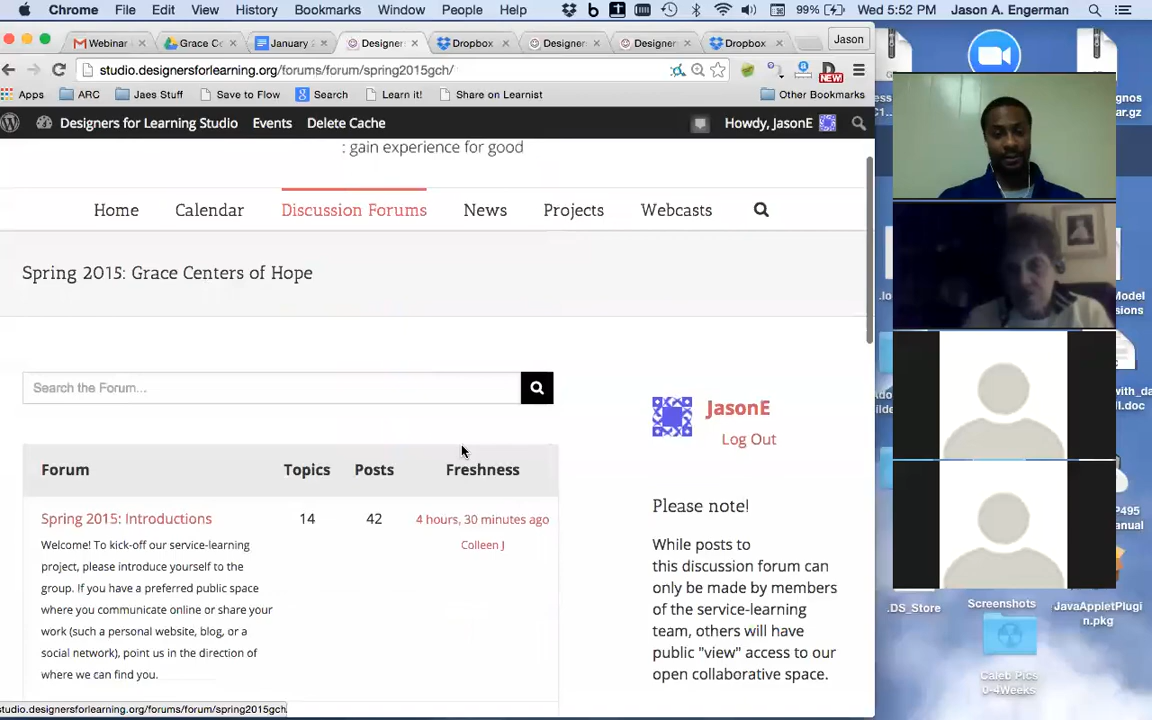 Chrome File Edit View History Bookmarks Window People Help 99% Wed 5:52 PM Jason A. Engerman
Webinar Grace Ce January Designer Dropbox Designer Designer Dropbox Jason
studio.designersforlearning.org/forums/forum/spring2015gch/ NEW
Apps ARC Jaes Stuff Save to Flow Search Learn it! Share on Learnist Other Bookmarks
Designers for Learning Studio Events Delete Cache Howdy, JasonE
: gain experience for good
Home Calendar Discussion Forums News Projects Webcasts
Spring 2015: Grace Centers of Hope
Search the Forum...
JasonE
Log Out
Forum Topics Posts Freshness
Spring 2015: Introductions 14 42 4 hours, 30 minutes ago
Colleen J
Welcome! To kick-off our service-learning
project, please introduce yourself to the
group. If you have a preferred public space
where you communicate online or share your
work (such a personal website, blog, or a
social network), point us in the direction of
where we can find you.
Please note!
While posts to
this discussion forum can
only be made by members
of the service-learning
team, others will have
public "view" access to our
open collaborative space.
studio.designersforlearning.org/forums/forum/spring2015gch
.DS_Store Screenshots JavaAppletPlugi
n.pkg
Caleb Pics
0-4Weeks